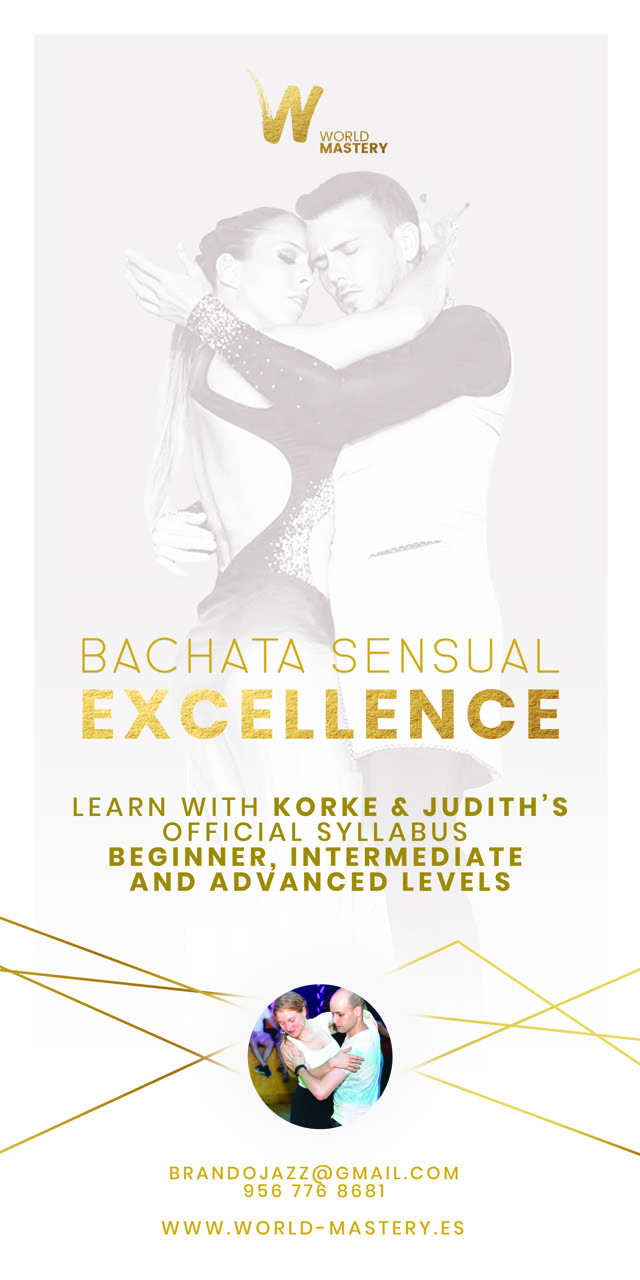 W
WORLD
MASTERY
BACHATA SENSUAL
EXCELLENCE
LEARN WITH KORKE & JUDITH'S
OFFICIAL SYLLABUS
BEGINNER, INTERMEDIATE
AND ADVANCED LEVELS
BRANDOJAZZ@GMAIL.COM
956 776 8681
WWW.WORLD-MASTERY.ES